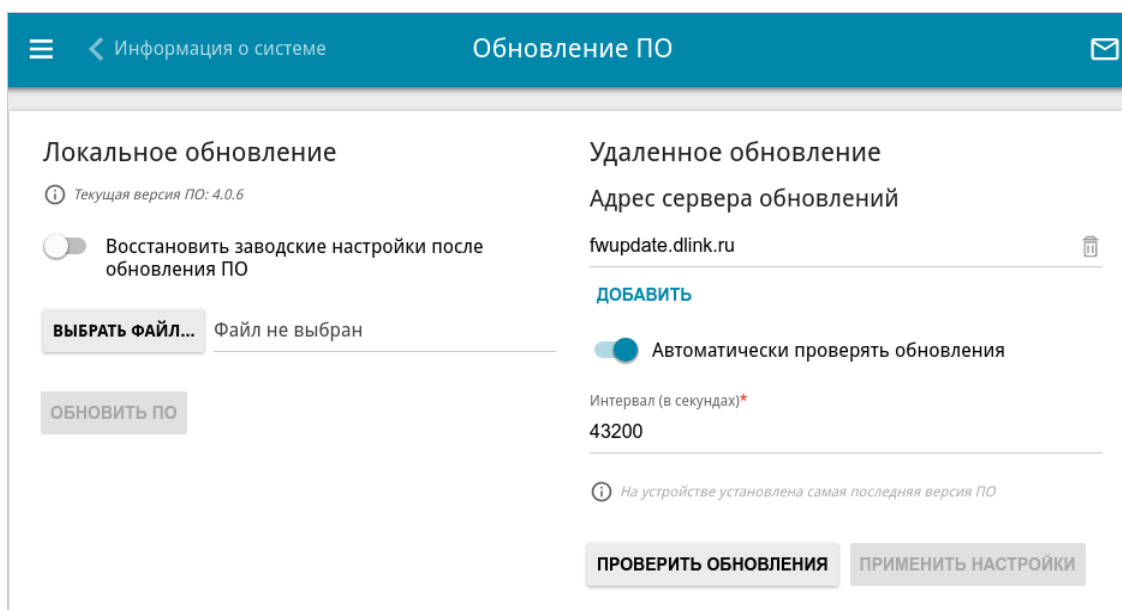 Информация о системе
Обновление ПО
Локальное обновление
Текущая версия ПО: 4.0.6
Восстановить заводские настройки после
обновления ПО
ВЫБРАТЬ ФАЙЛ... Файл не выбран
ОБНОВИТЬ ПО
Удаленное обновление
Адрес сервера обновлений
fwupdate.dlink.ru
ДОБАВИТЬ
Автоматически проверять обновления
Интервал (в секундах)*
43200
На устройстве установлена самая последняя версия ПО
ПРОВЕРИТЬ ОБНОВЛЕНИЯ ПРИМЕНИТЬ НАСТРОЙКИ